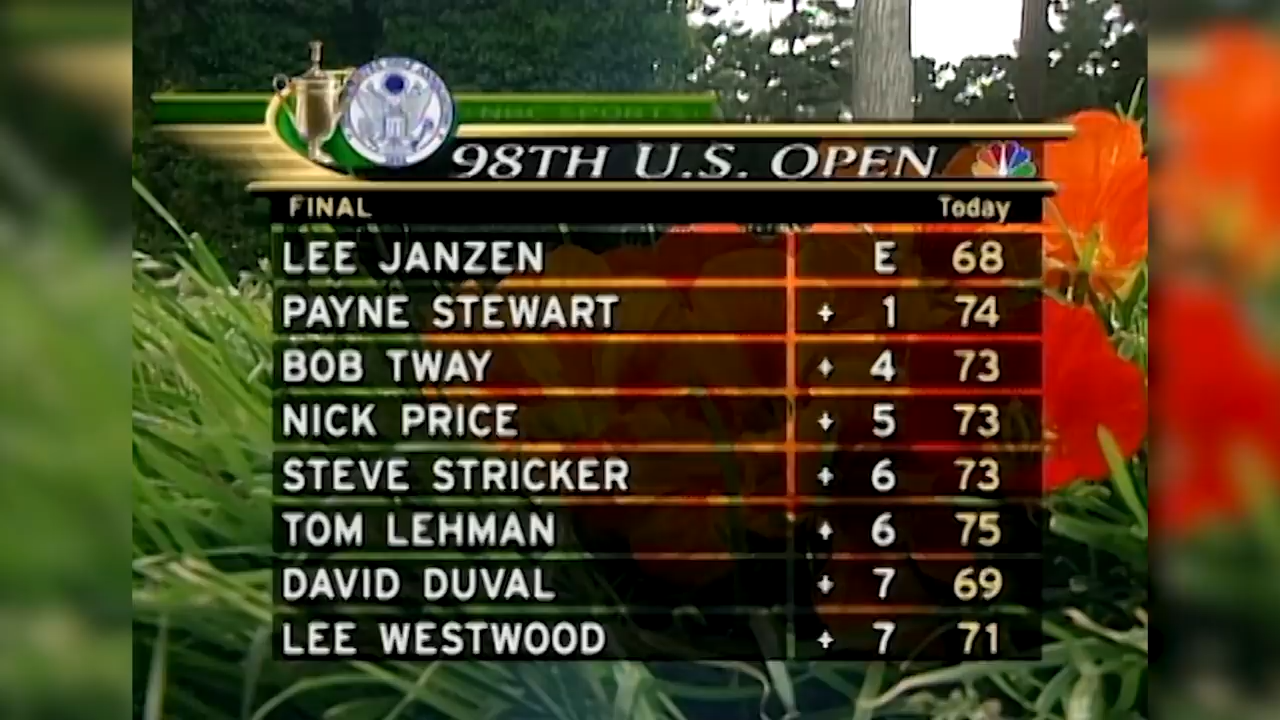 98TH U.S. OPEN
FINAL Today
LEE JANZEN E 68
PAYNE STEWART + 1 74
BOB TWAY + 4 73
NICK PRICE + 5 73
STEVE STRICKER + 6 73
TOM LEHMAN + 6 75
DAVID DUVAL + 7 69
LEE WESTWOOD + 7 71